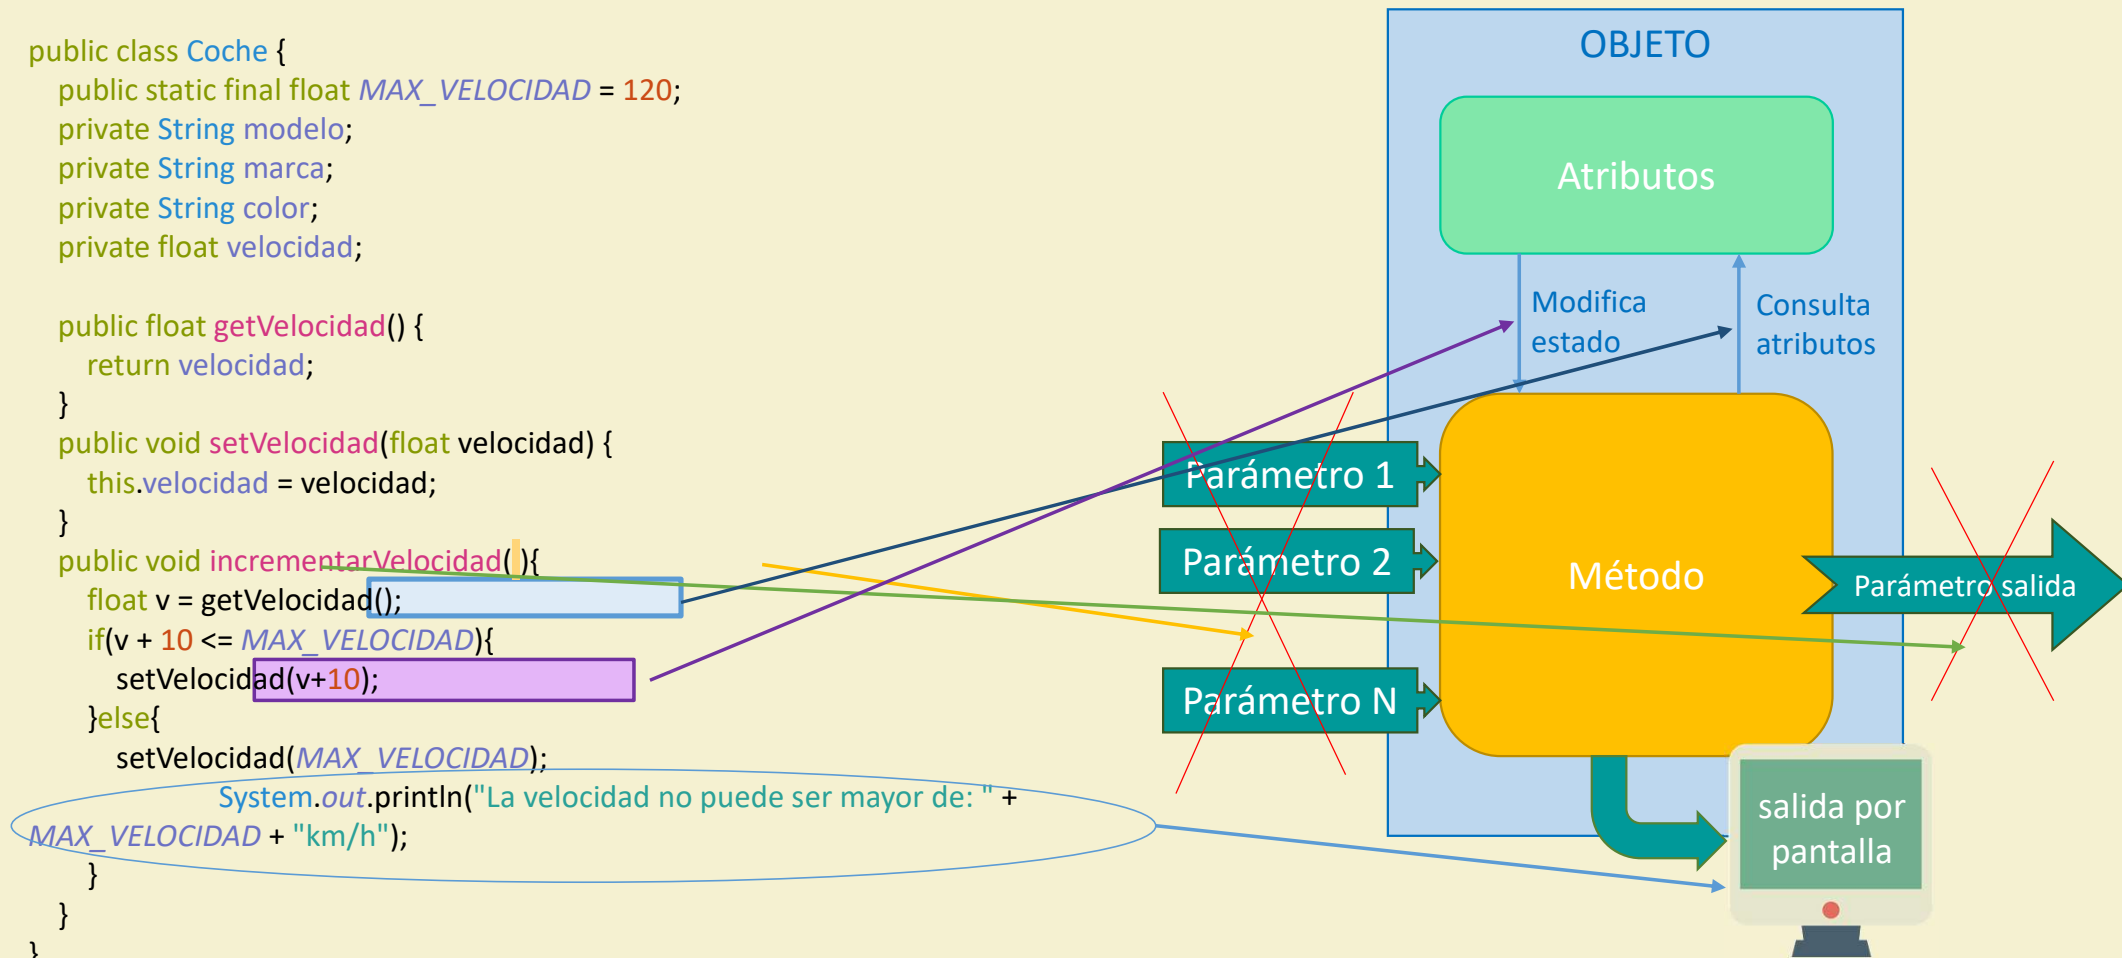 public class Coche {
public static final float MAX_VELOCIDAD = 120;
private String modelo;
private String marca;
private String color;
private float velocidad;
public float getVelocidad() {
return velocidad;
}
public void setVelocidad(float velocidad) {
this.velocidad = velocidad;
}
public void incrementarVelocidad( ){
float v = getVelocidad();
if(v + 10 <= MAX_VELOCIDAD){
setVelocidad(v+10);
}else{
setVelocidad(MAX_VELOCIDAD);
System.out.println("La velocidad no puede ser mayor de: " +
MAX_VELOCIDAD + "km/h");
}
}
}
OBJETO
Atributos
Modifica
estado
Consulta
atributos
Parámetro 1
Parámetro 2
Parámetro N
Método
Parámetro salida
salida por
pantalla